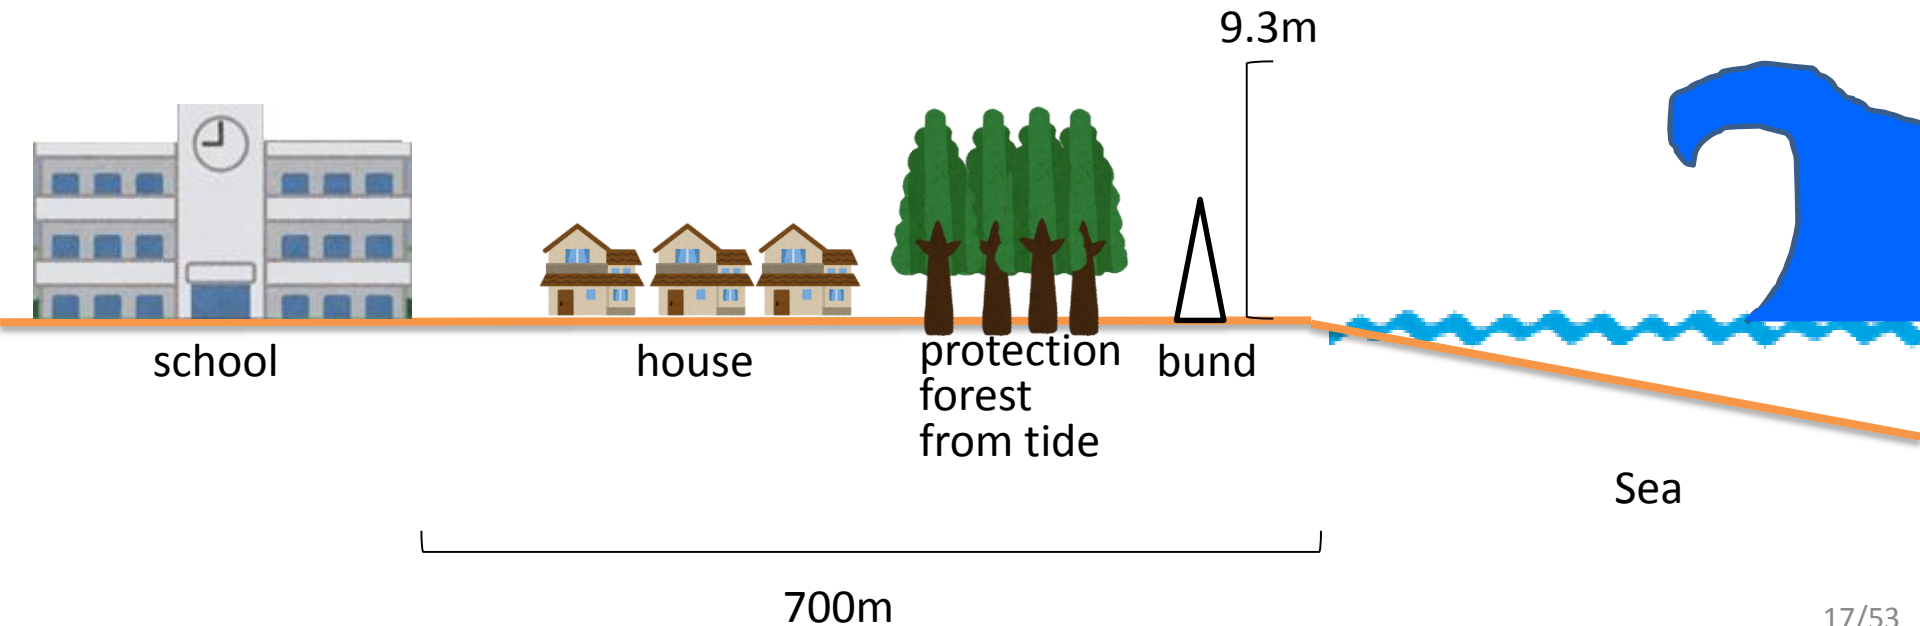 9.3m
school
house
protection
forest
from tide
bund
Sea
700m
17/53